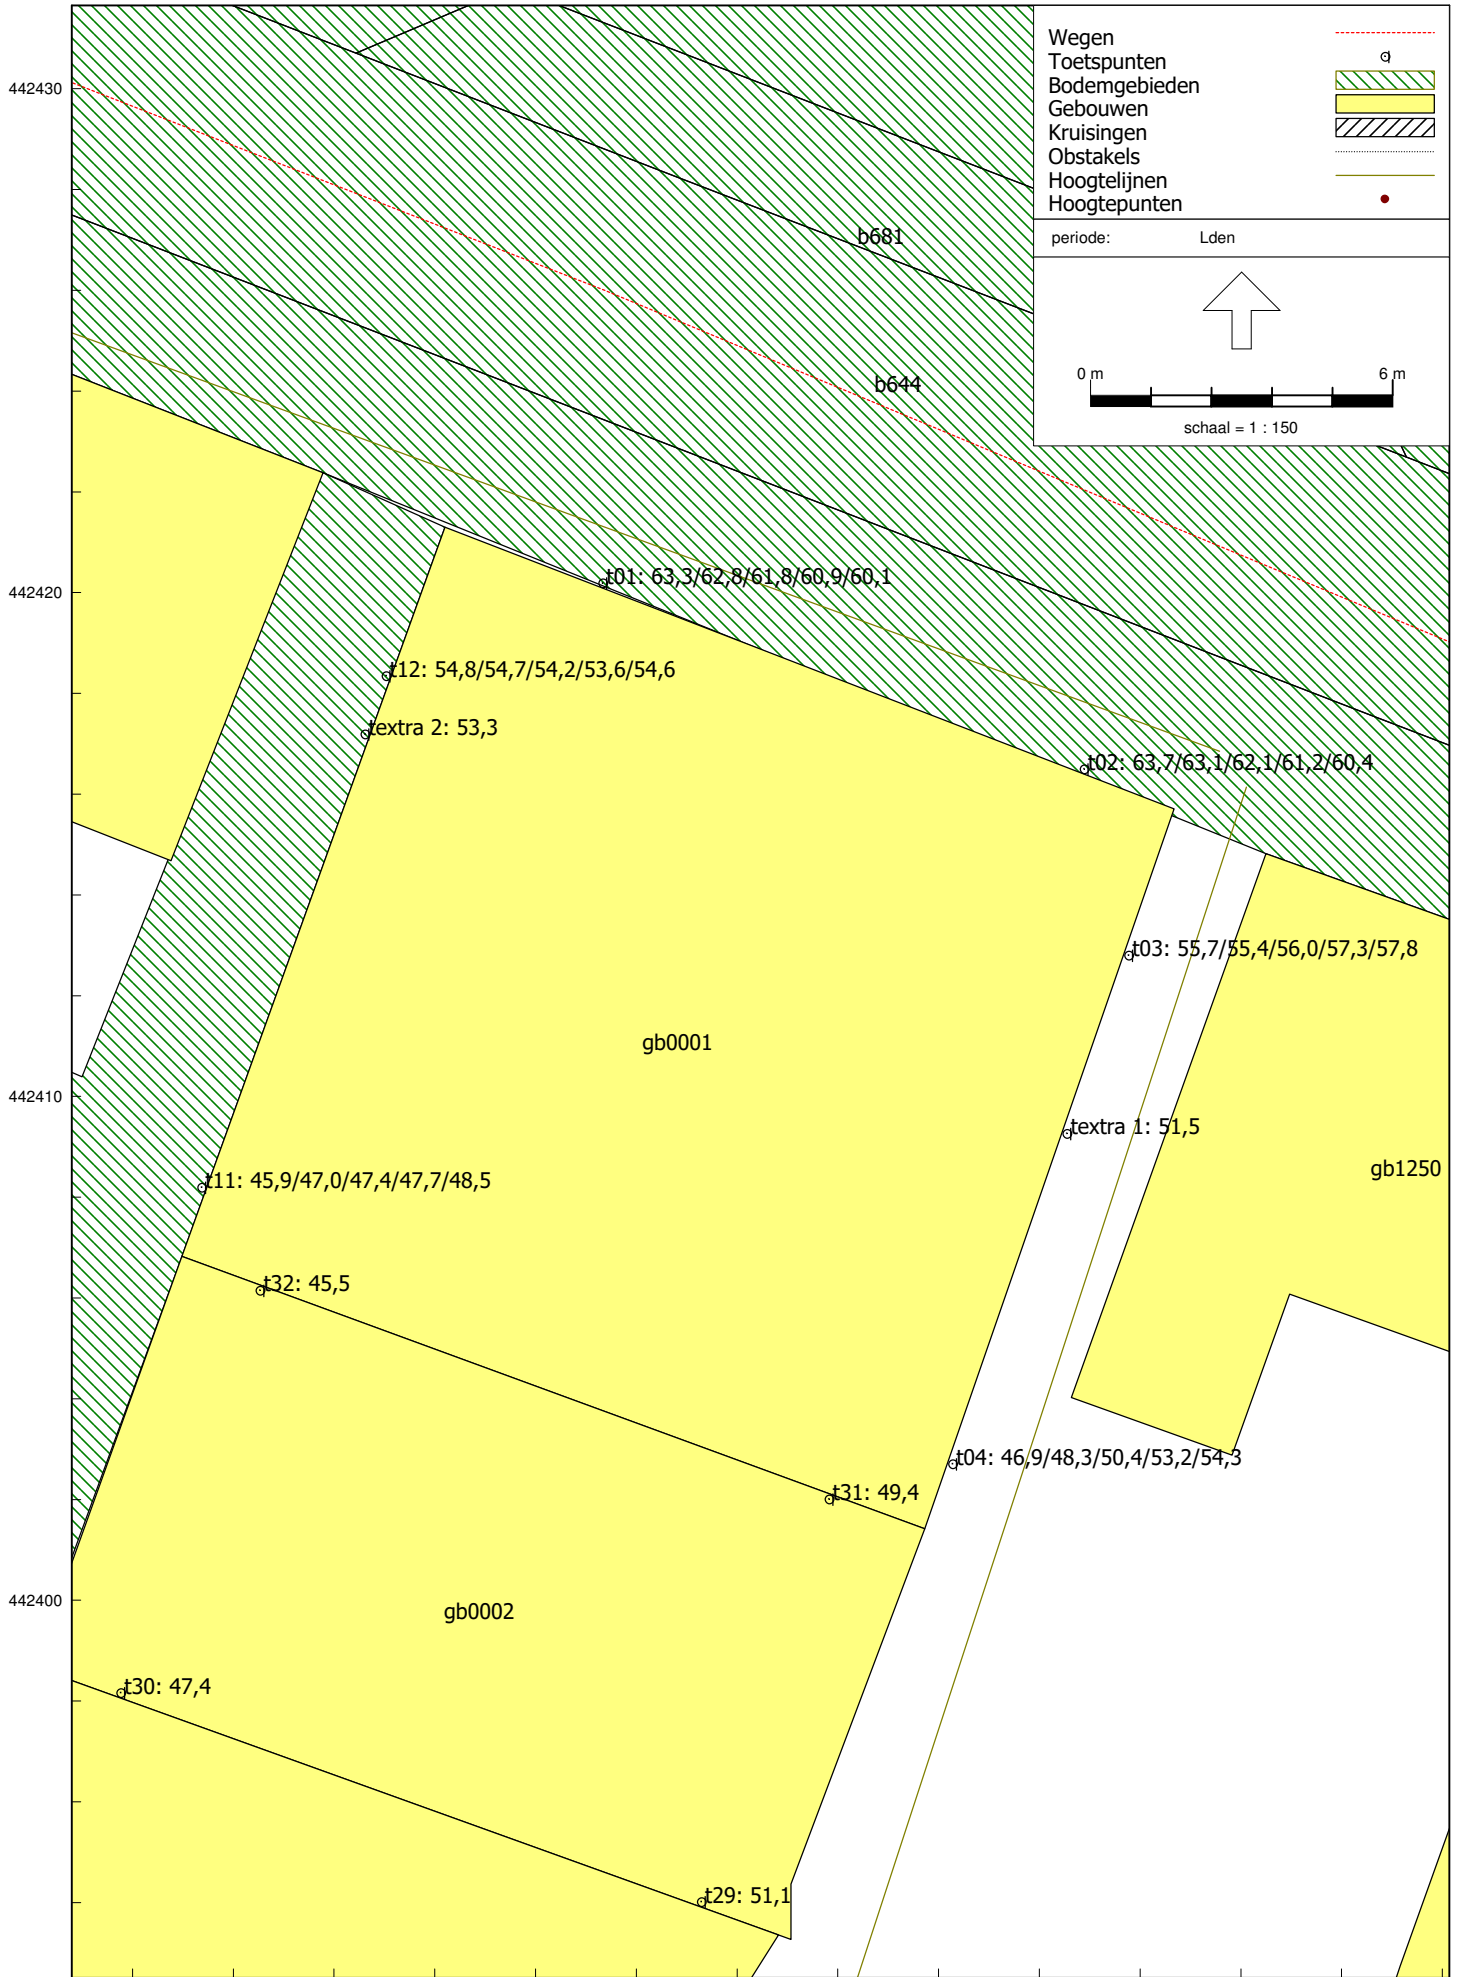 Wegen
Toetspunten
Bodemgebieden
Gebouwen
Kruisingen
Obstakels
Hoogtelijnen
Hoogtepunten
periode: Lden
0 m 6 m
schaal = 1 : 150
442430
b681
b644
442420
t01: 63,3/62,8/61,8/60,9/60,1
t12: 54,8/54,7/54,2/53,6/54,6
textra 2: 53,3
t02: 63,7/63,1/62,1/61,2/60,4
t03: 55,7/55,4/56,0/57,3/57,8
gb0001
442410
textra 1: 51,5
gb1250
t11: 45,9/47,0/47,4/47,7/48,5
t32: 45,5
t04: 46,9/48,3/50,4/53,2/54,3
t31: 49,4
442400
gb0002
t30: 47,4
t29: 51,1